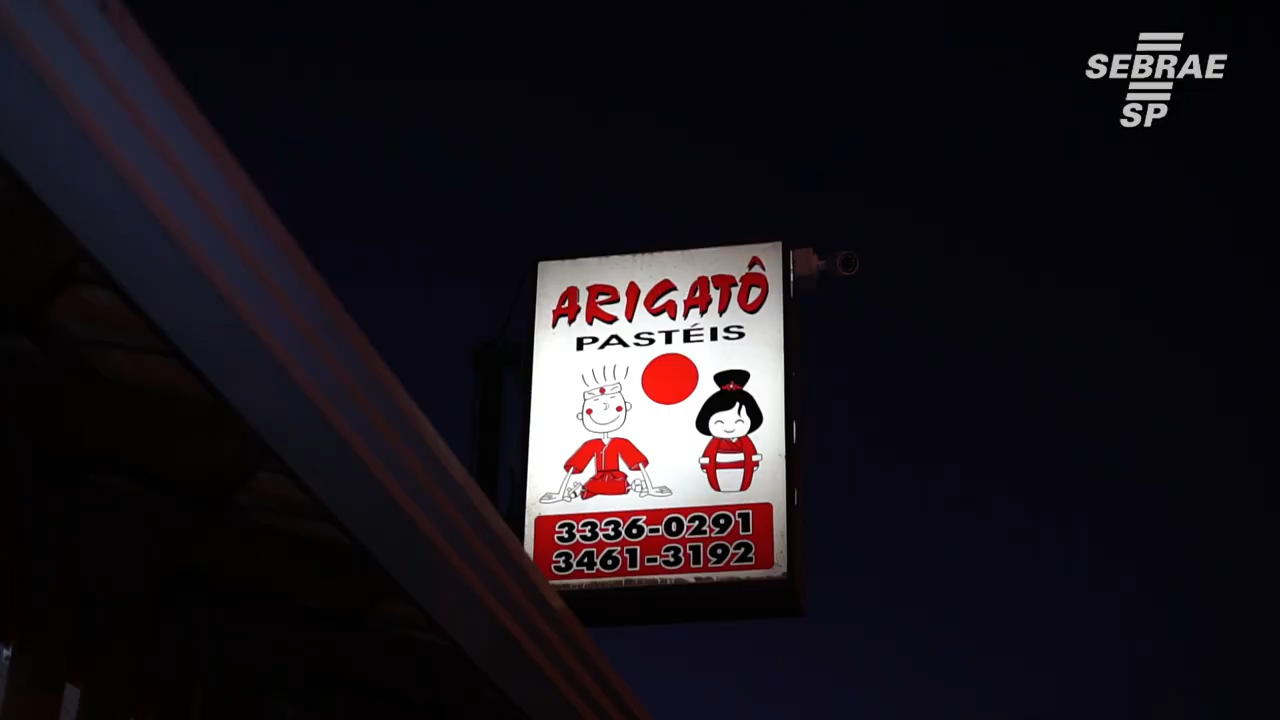 SEBRAE
SP
ARIGATÔ
PASTÉIS
3336-0291
3461-3192